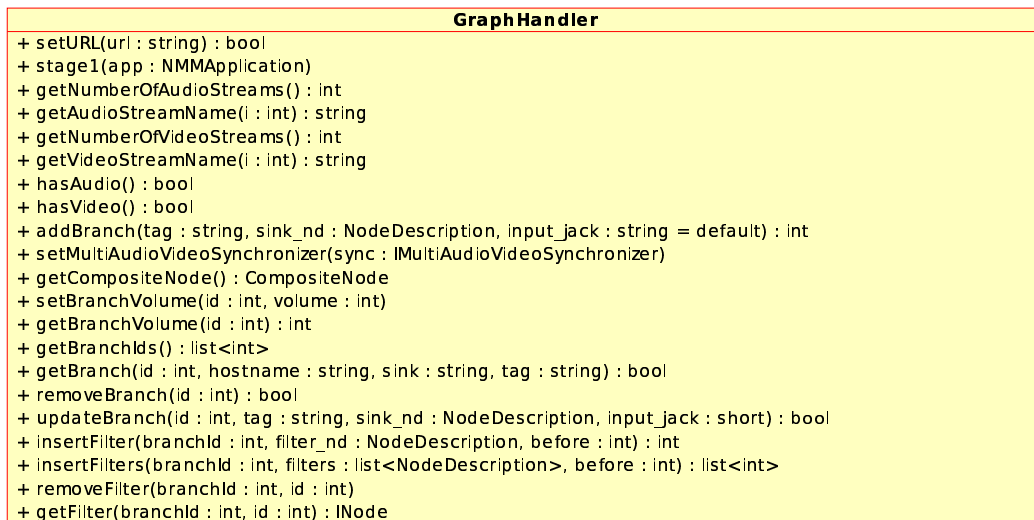 GraphHandler
+ setURL(url : string) : bool
+ stage1(app : NMMApplication)
+ getNumberOfAudioStreams() : int
+ getAudioStreamName(i : int) : string
+ getNumberOfVideoStreams() : int
+ getVideoStreamName(i : int) : string
+ hasAudio() : bool
+ hasVideo() : bool
+ addBranch(tag : string, sink_nd : NodeDescription, input_jack : string = default) : int
+ setMultiAudioVideoSynchronizer(sync : IMultiAudioVideoSynchronizer)
+ getCompositeNode() : CompositeNode
+ setBranchVolume(id : int, volume : int)
+ getBranchVolume(id : int) : int
+ getBranchIds() : list<int>
+ getBranch(id : int, hostname : string, sink : string, tag : string) : bool
+ removeBranch(id : int) : bool
+ updateBranch(id : int, tag : string, sink_nd : NodeDescription, input_jack : short) : bool
+ insertFilter(branchId : int, filter_nd : NodeDescription, before : int) : int
+ insertFilters(branchId : int, filters : list<NodeDescription>, before : int) : list<int>
+ removeFilter(branchId : int, id : int)
+ getFilter(branchId : int, id : int) : INode